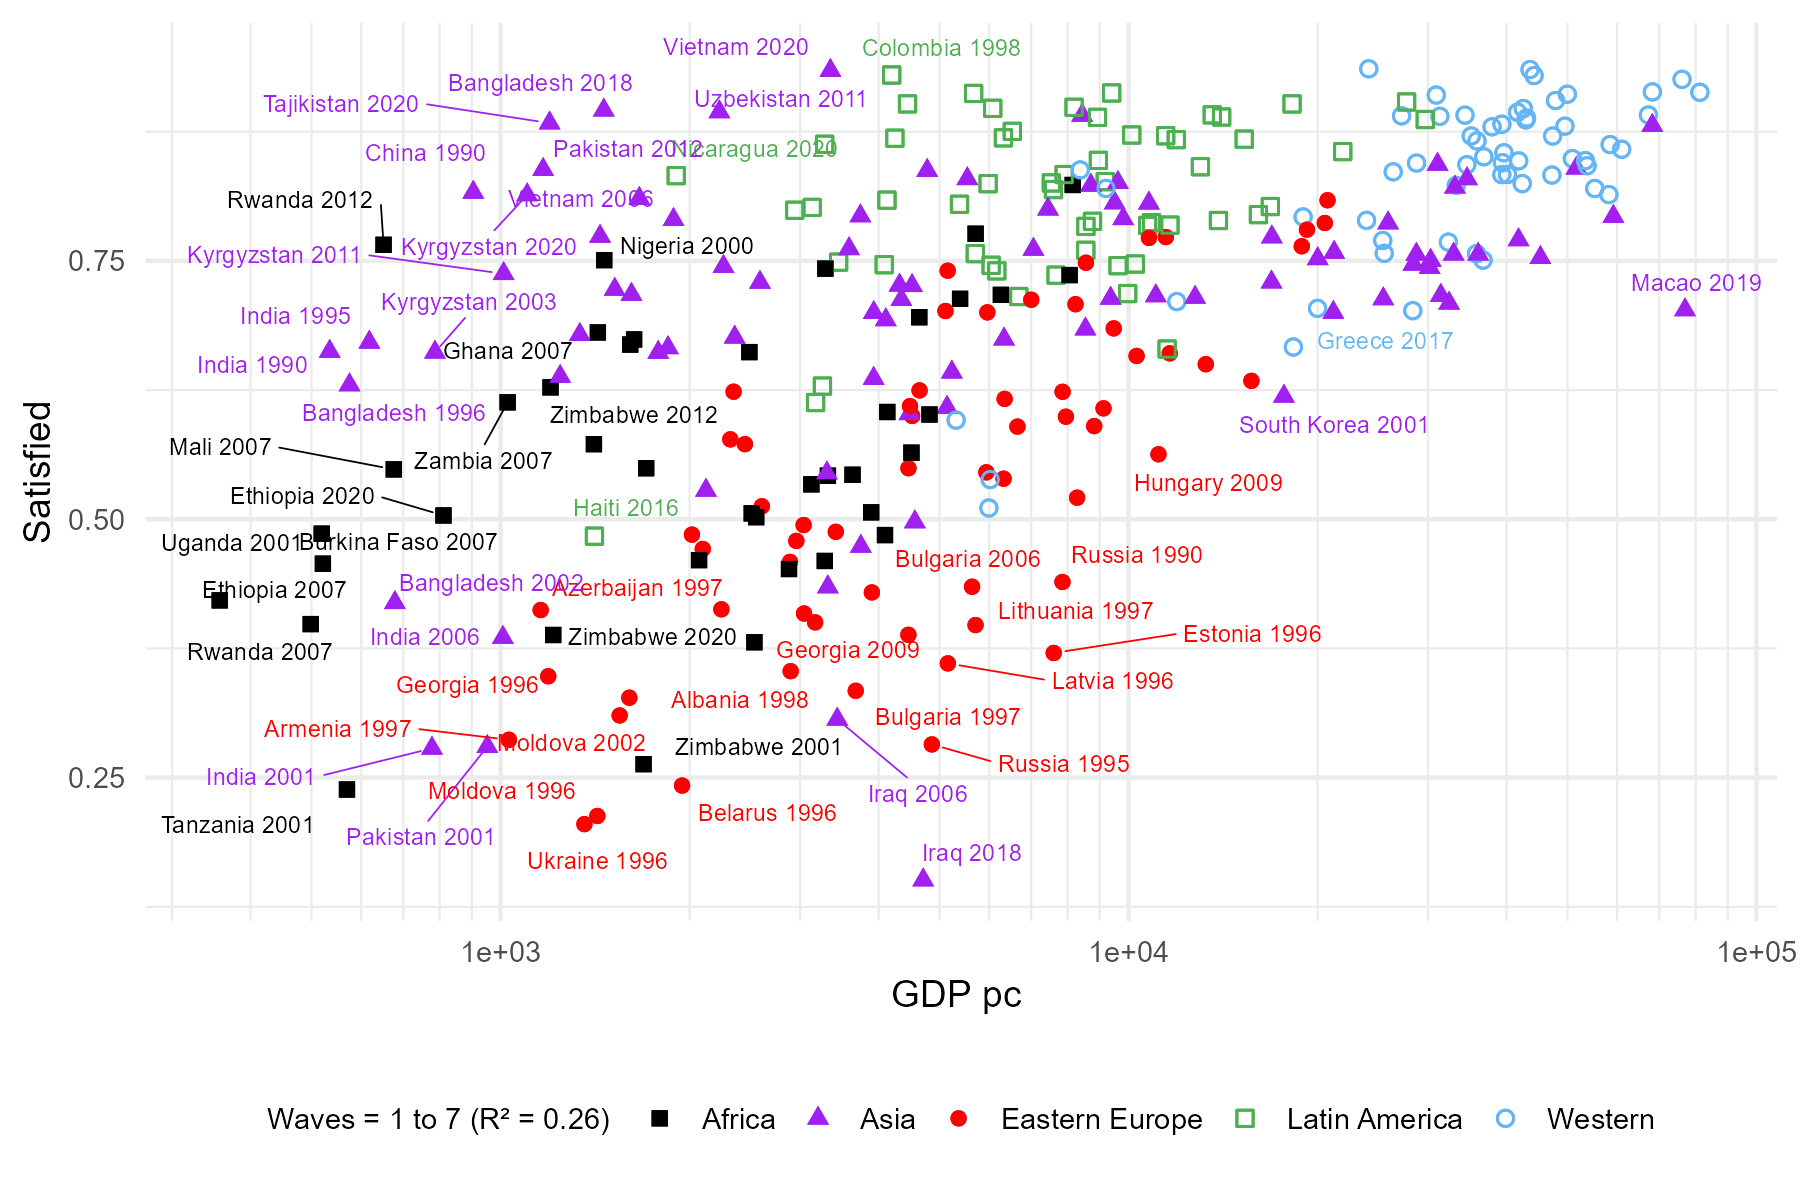 Vietnam 2020
Colombia 1998
Bangladesh 2018
Tajikistan 2020
Uzbekistan 2011
China 1990
Pakistan 2012
Nicaragua 2020
Rwanda 2012
Vietnam 2006
Kyrgyzstan 2011
Kyrgyzstan 2020
Nigeria 2000
0.75
Macao 2019
Kyrgyzstan 2003
India 1995
Ghana 2007
Greece 2017
India 1990
Bangladesh 1996
Zimbabwe 2012
South Korea 2001
Mali 2007
Zambia 2007
Hungary 2009
Ethiopia 2020
Haiti 2016
Satisfied
0.50
Uganda 2001
Burkina Faso 2007
Bulgaria 2006
Russia 1990
Ethiopia 2007
Bangladesh 2002
Azerbaijan 1997
Lithuania 1997
Rwanda 2007
India 2006
Zimbabwe 2020
Georgia 2009
Estonia 1996
Georgia 1996
Albania 1998
Latvia 1996
Armenia 1997
Moldova 2002
Zimbabwe 2001
Bulgaria 1997
0.25
India 2001
Moldova 1996
Iraq 2006
Russia 1995
Tanzania 2001
Pakistan 2001
Belarus 1996
Ukraine 1996
Iraq 2018
1e+03
1e+04
1e+05
GDP pc
Waves = 1 to 7 (R² = 0.26) Africa Asia Eastern Europe Latin America Western